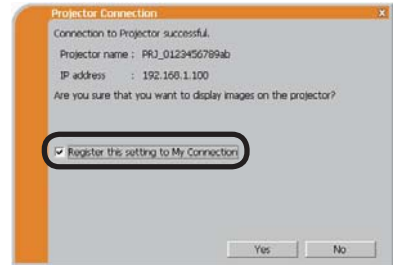 Projector Connection
x
Connection to Projector successful.
Projector name : PRJ_0123456789ab
IP address : 192.168.1.100
Are you sure that you want to display images on the projector?
Register this setting to My Connection
Yes No